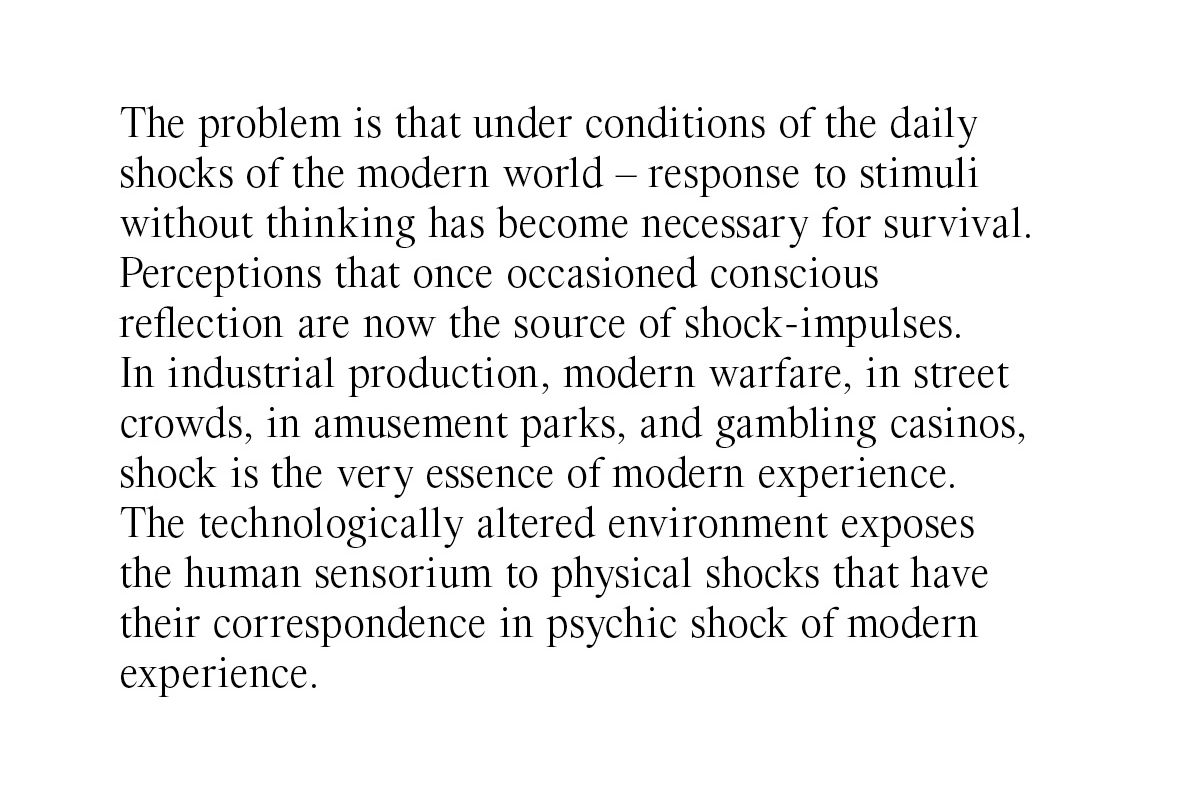 The problem is that under conditions of the daily
shocks of the modern world – response to stimuli
without thinking has become necessary for survival.
Perceptions that once occasioned conscious
reflection are now the source of shock-impulses.
In industrial production, modern warfare, in street
crowds, in amusement parks, and gambling casinos,
shock is the very essence of modern experience.
The technologically altered environment exposes
the human sensorium to physical shocks that have
their correspondence in psychic shock of modern
experience.